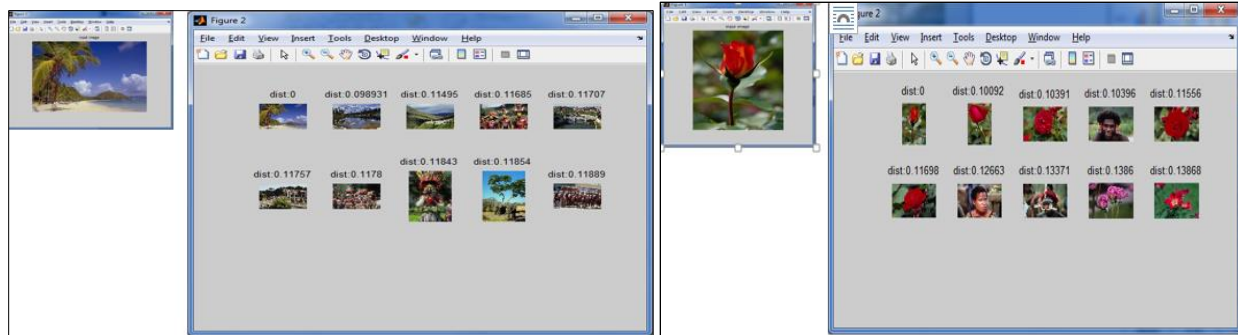 Figure 2
File Edit View Insert Tools Desktop Window Help
dist:0 dist:0.098931 dist:0.11495 dist:0.11685 dist:0.11707
dist:0.11757 dist:0.1178 dist:0.11843 dist:0.11854 dist:0.11889
Figure 1
input image
gure 2
File Edit View Insert Tools Desktop Window Help
dist:0 dist:0.10092 dist:0.10391 dist:0.10396 dist:0.11556
dist:0.11698 dist:0.12663 dist:0.13371 dist:0.1386 dist:0.13868